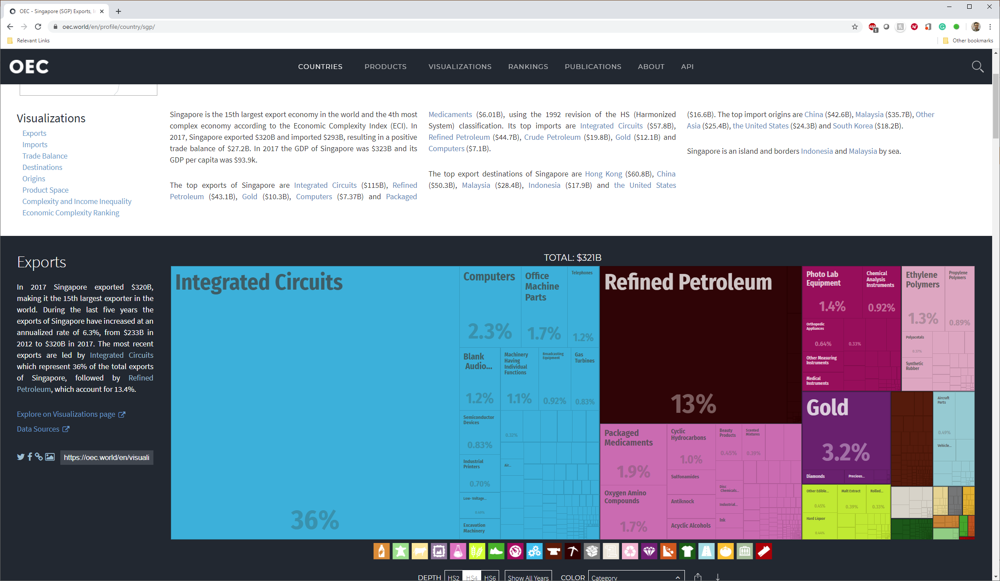 OEC - Singapore (SGP) Exports, I
oec.world/en/profile/country/sgp/
ABP
1
Relevant Links
Other bookmarks
OEC
COUNTRIES
PRODUCTS
VISUALIZATIONS
RANKINGS
PUBLICATIONS
ABOUT
API
Visualizations
Exports
Imports
Trade Balance
Destinations
Origins
Product Space
Complexity and Income Inequality
Economic Complexity Ranking
Singapore is the 15th largest export economy in the world and the 4th most
complex economy according to the Economic Complexity Index (ECI). In
2017, Singapore exported $320B and imported $293B, resulting in a positive
trade balance of $27.2B. In 2017 the GDP of Singapore was $323B and its
GDP per capita was $93.9k.
The top exports of Singapore are Integrated Circuits ($115B), Refined
Petroleum ($43.1B), Gold ($10.3B), Computers ($7.37B) and Packaged
Medicaments ($6.01B), using the 1992 revision of the HS (Harmonized
System) classification. Its top imports are Integrated Circuits ($57.8B),
Refined Petroleum ($44.7B), Crude Petroleum ($19.8B), Gold ($12.1B) and
Computers ($7.1B).
The top export destinations of Singapore are Hong Kong ($60.8B), China
($50.3B), Malaysia ($28.4B), Indonesia ($17.9B) and the United States
($16.6B). The top import origins are China ($42.6B), Malaysia ($35.7B), Other
Asia ($25.4B), the United States ($24.3B) and South Korea ($18.2B).
Singapore is an island and borders Indonesia and Malaysia by sea.
Exports
In 2017 Singapore exported $320B,
making it the 15th largest exporter in the
world. During the last five years the
exports of Singapore have increased at an
annualized rate of 6.3%, from $233B in
2012 to $320B in 2017. The most recent
exports are led by Integrated Circuits
which represent 36% of the total exports
of Singapore, followed by Refined
Petroleum, which account for 13.4%.
Explore on Visualizations page
Data Sources
https://oec.world/en/visuali
TOTAL: $321B
Integrated Circuits
36%
Computers
2.3%
Office
Machine
Parts
1.7%
Telephones
1.2%
Blank
Audio...
1.2%
Machinery
Having
Individual
Functions
1.1%
Broadcasting
Equipment
0.92%
Gas
Turbines
0.83%
Semiconductor
Devices
0.83%
0.32%
Industrial
Printers
0.70%
Air...
Low- Voltage...
0.49%
Excavation
Machinery
Refined Petroleum
13%
Packaged
Medicaments
1.9%
Cyclic
Hydrocarbons
1.0%
Beauty
Products
0.45%
Scented
Mixtures
0.39%
Oxygen Amino
Compounds
1.7%
Sulfonamides
Antiknock
Acyclic Alcohols
Disc
Chemicals...
Industrial...
Ink
Photo Lab
Equipment
1.4%
Chemical
Analysis
Instruments
0.92%
Orthopedic
Appliances
0.64%
0.33%
Other Measuring
Instruments
Medical
Instruments
Ethylene
Polymers
1.3%
Propylene
Polymers
0.89%
Polyacetals
0.37%
Synthetic
Rubber
Gold
3.2%
Diamonds
Precious...
Aircraft
Parts
0.49%
Vehicle...
Other Edible...
0.45%
Malt Extract
0.39%
Rolled...
0.33%
Hard Liquor
0.44%
DEPTH
HS2
HS4
HS6
Show All Years
COLOR
Category